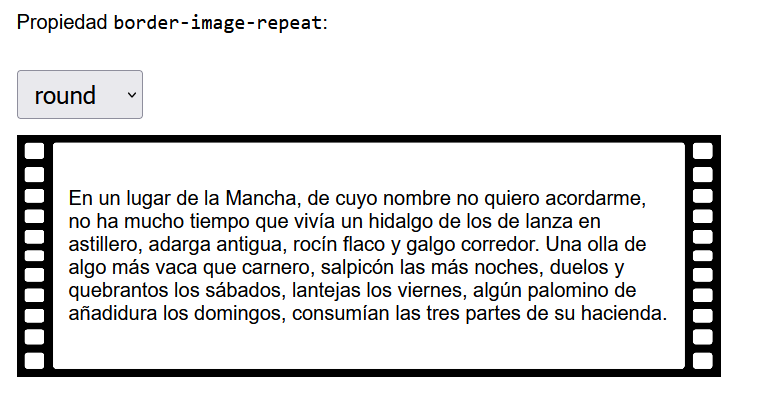 Propiedad border-image-repeat:
round
En un lugar de la Mancha, de cuyo nombre no quiero acordarme,
no ha mucho tiempo que vivía un hidalgo de los de lanza en
astillero, adarga antigua, rocín flaco y galgo corredor. Una olla de
algo más vaca que carnero, salpicón las más noches, duelos y
quebrantos los sábados, lantejas los viernes, algún palomino de
añadidura los domingos, consumían las tres partes de su hacienda.